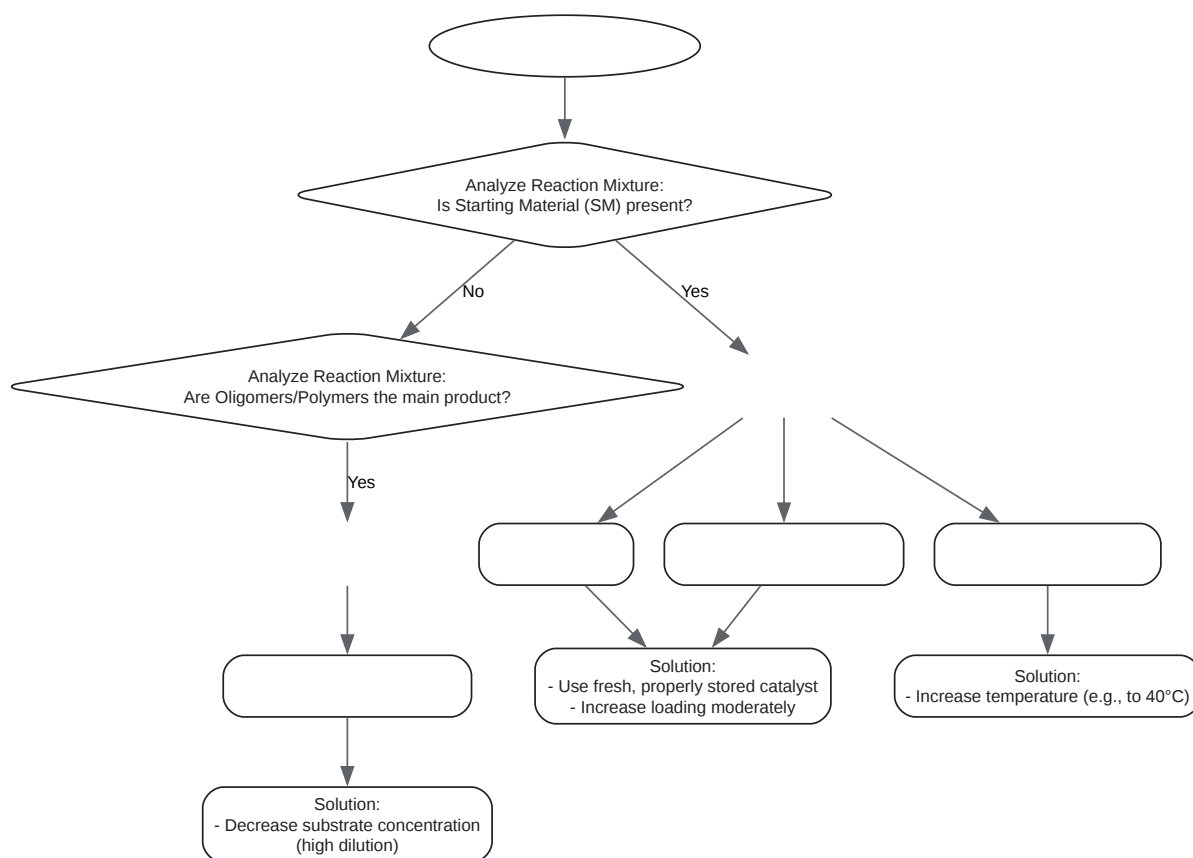 Analyze Reaction Mixture:
Is Starting Material (SM) present?
No
Yes
Analyze Reaction Mixture:
Are Oligomers/Polymers the main product?
Yes
Solution:
- Use fresh, properly stored catalyst
- Increase loading moderately
Solution:
- Increase temperature (e.g., to 40°C)
Solution:
- Decrease substrate concentration
(high dilution)